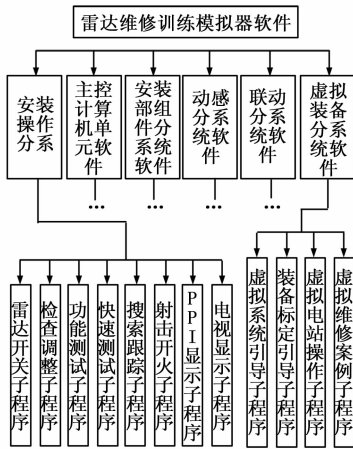 雷达维修训练模拟器软件
安装
操作
分系
主控
计算
机单
元软
件
安装
部组
件分
系统
软件
动感
分系
统软
件
联动
分系
统软
件
虚拟
装备
分系
统软
件
...
...
...
...
雷达开关子程序
检查调整子程序
功能测试子程序
快速测试子程序
搜索跟踪子程序
射击开火子程序
PPI显示子程序
电视显示子程序
虚拟系统引导子程序
装备标定引导子程序
虚拟电站操作子程序
虚拟维修案例子程序